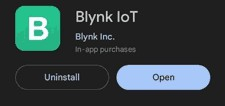 B
Blynk IoT
Blynk Inc.
In-app purchases
Uninstall
Open